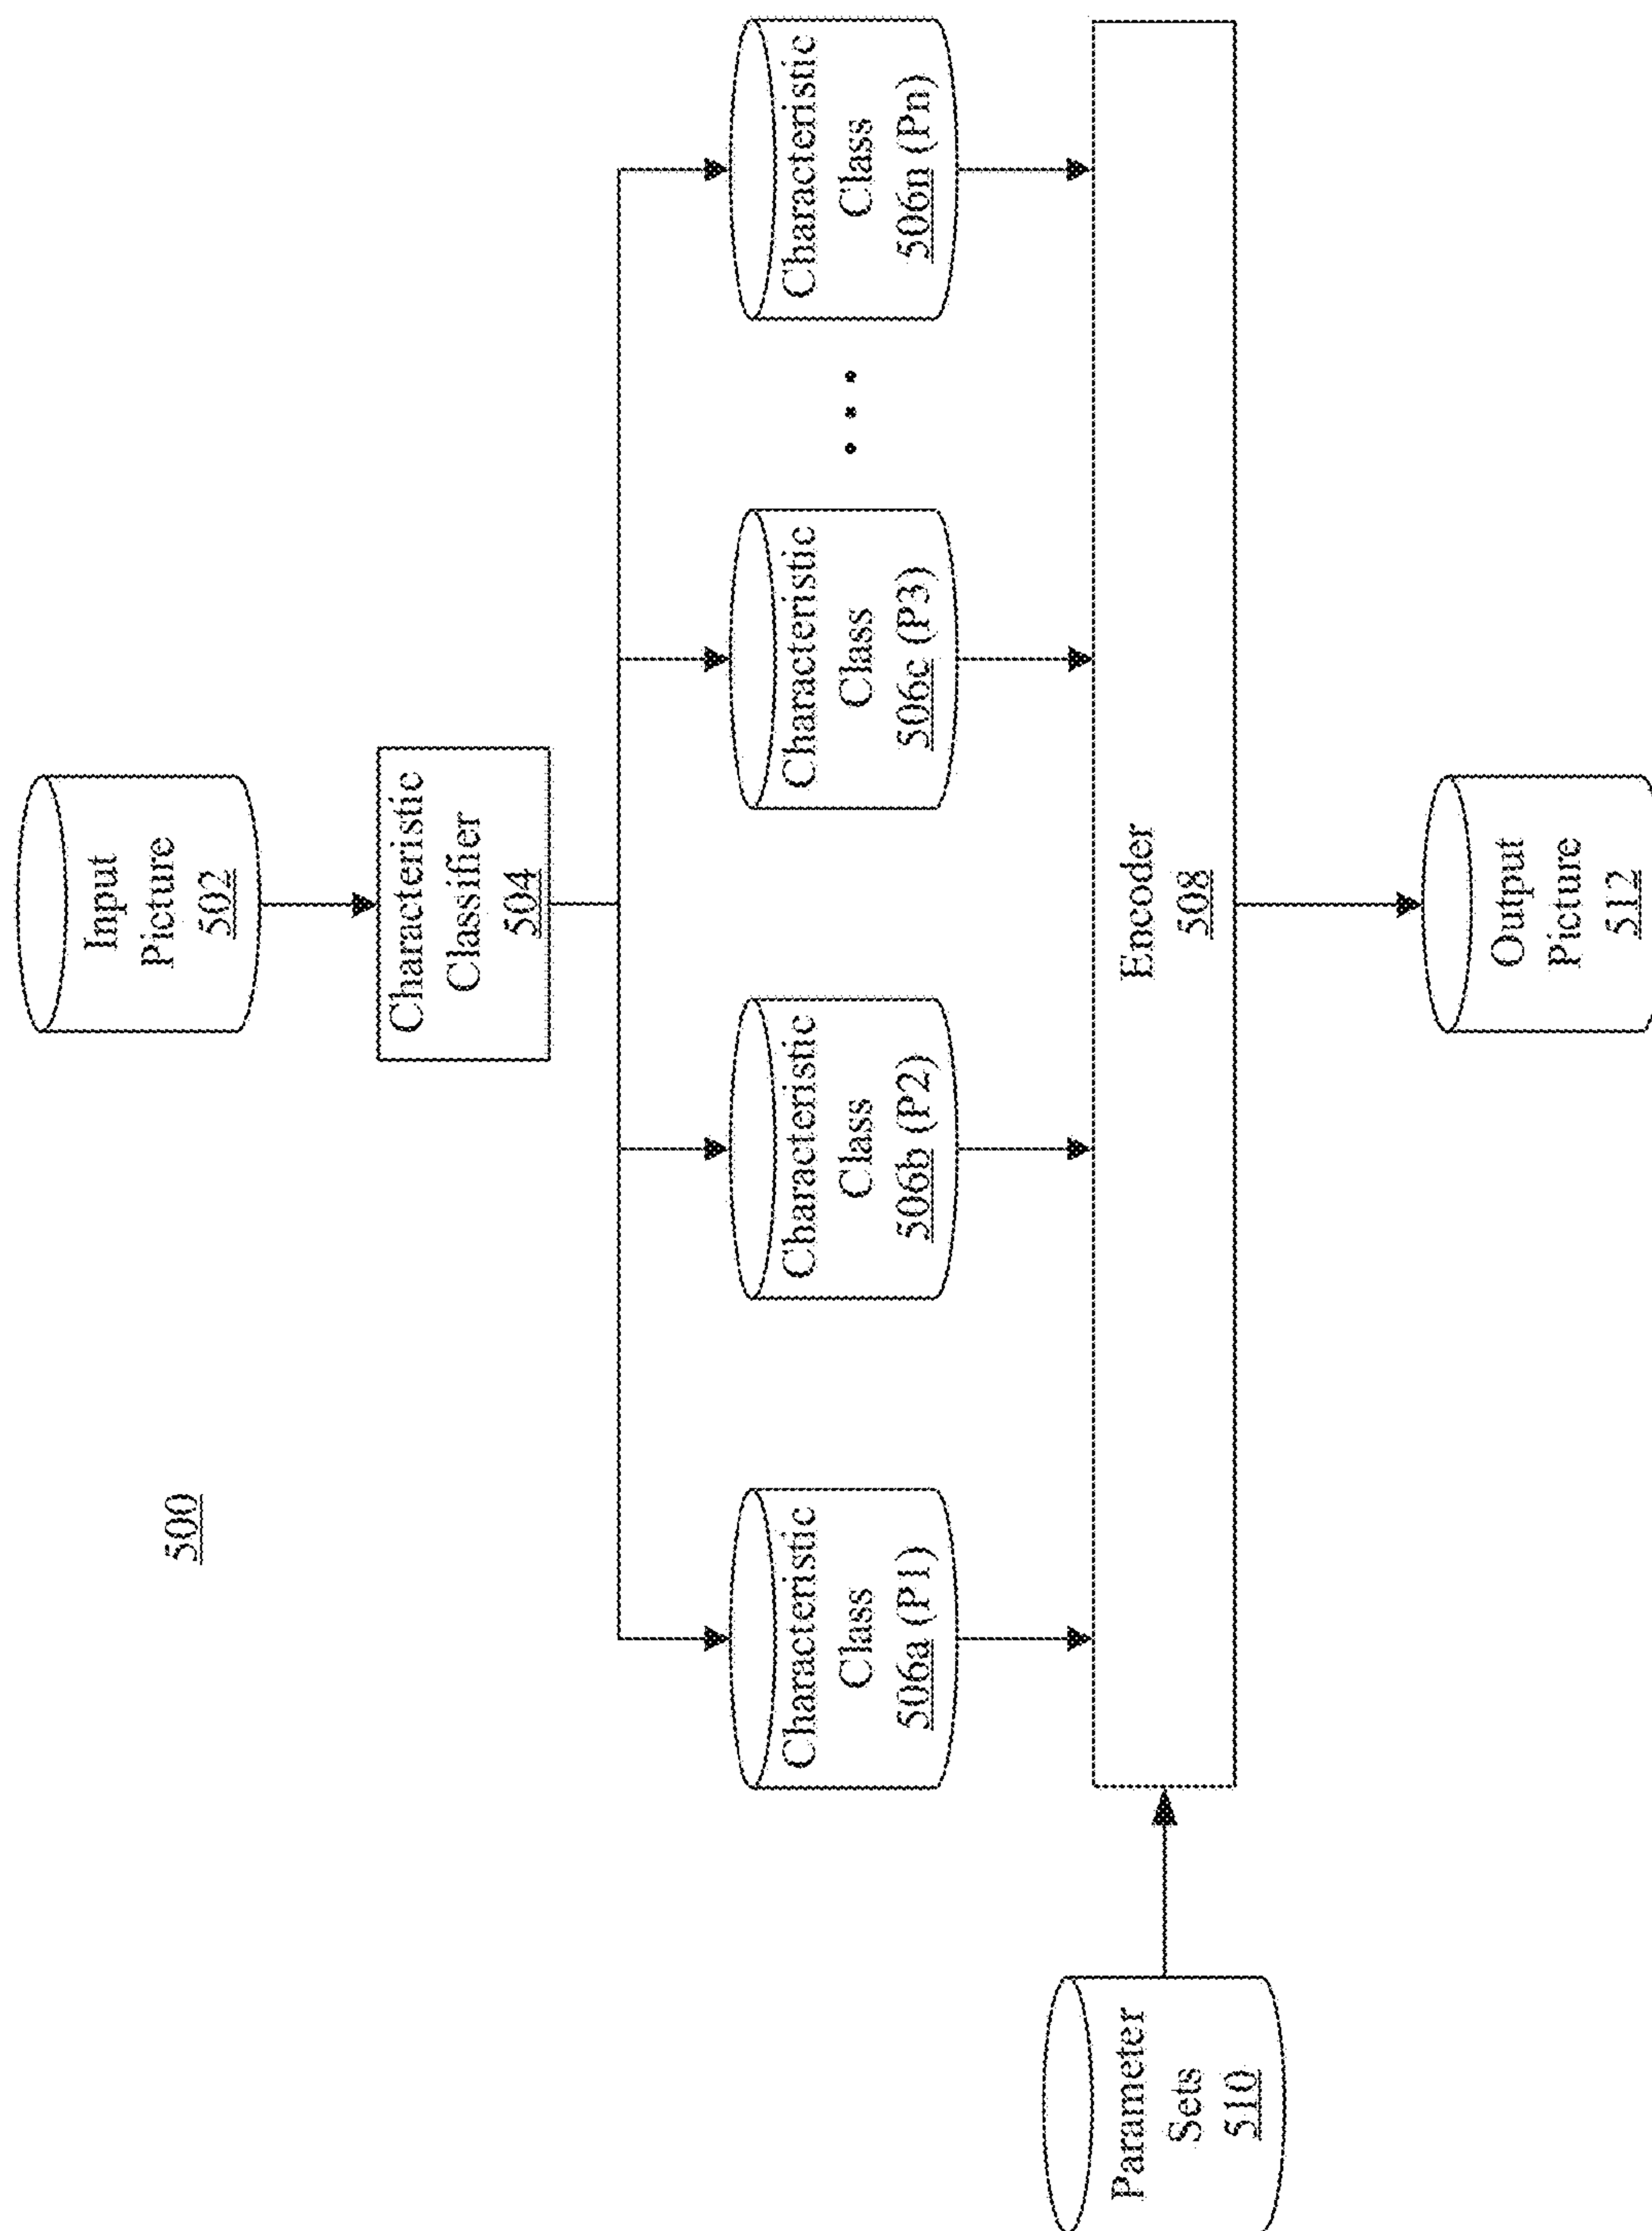 500
Input
Picture
502
Characteristic
Classifier
504
Characteristic
Class
506a (P1)
Characteristic
Class
506b (P2)
Characteristic
Class
506c (P3)
Characteristic
Class
506n (Pn)
Parameter
Sets
510
Encoder
508
Output
Picture
512